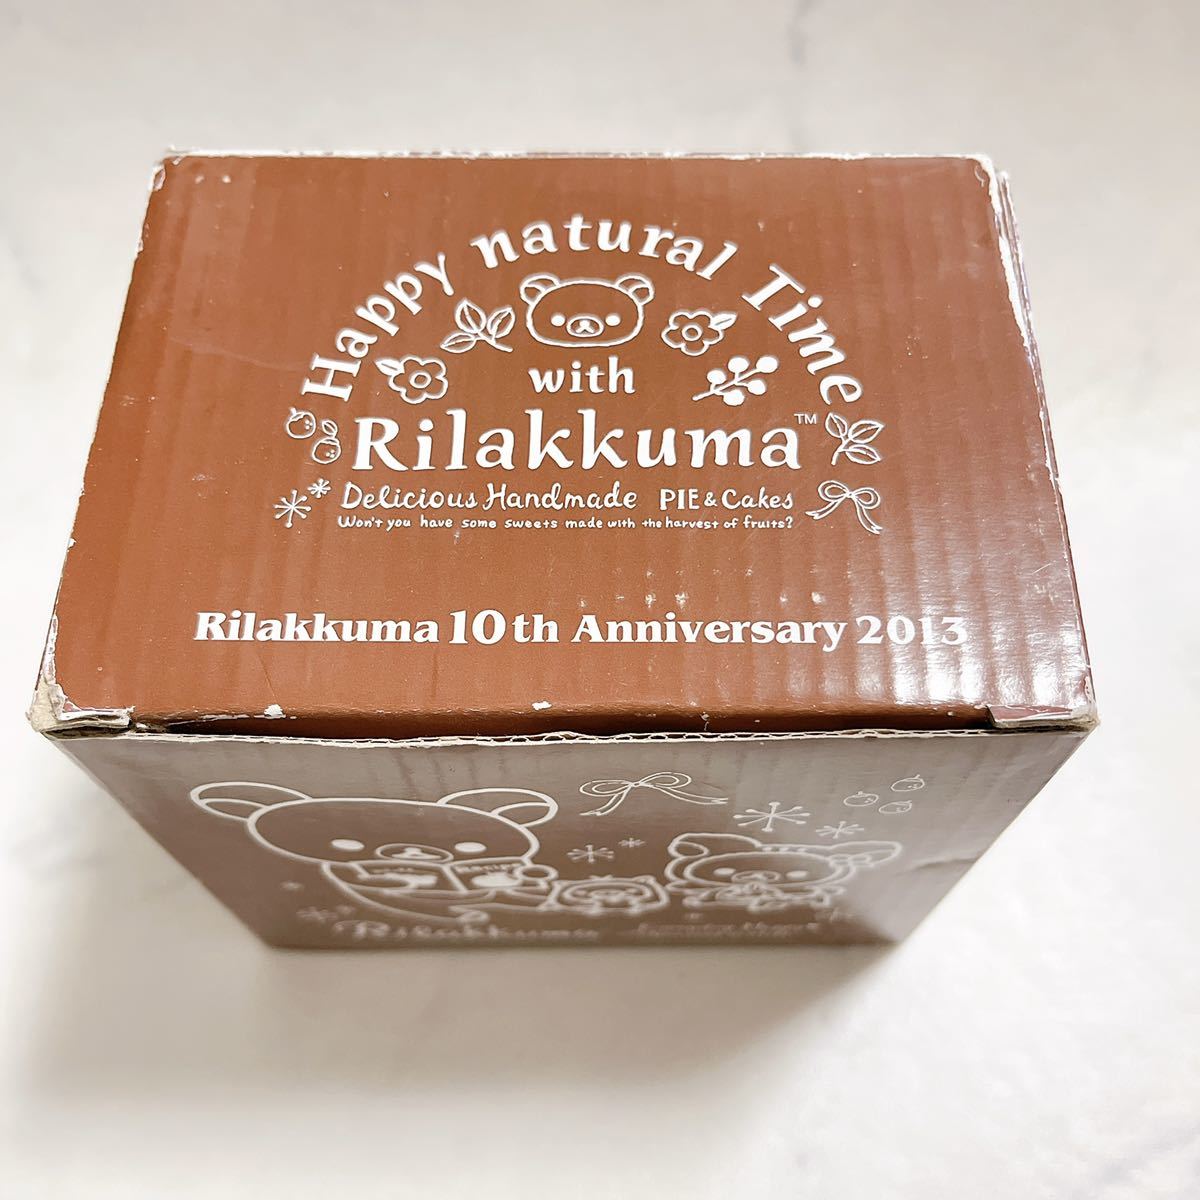 Happy natural Time
with
Rilakkuma™
Delicious Handmade PIE & Cakes
Won't you have some sweets made with the harvest of fruits?
Rilakkuma 10th Anniversary 2013
Rilakkuma